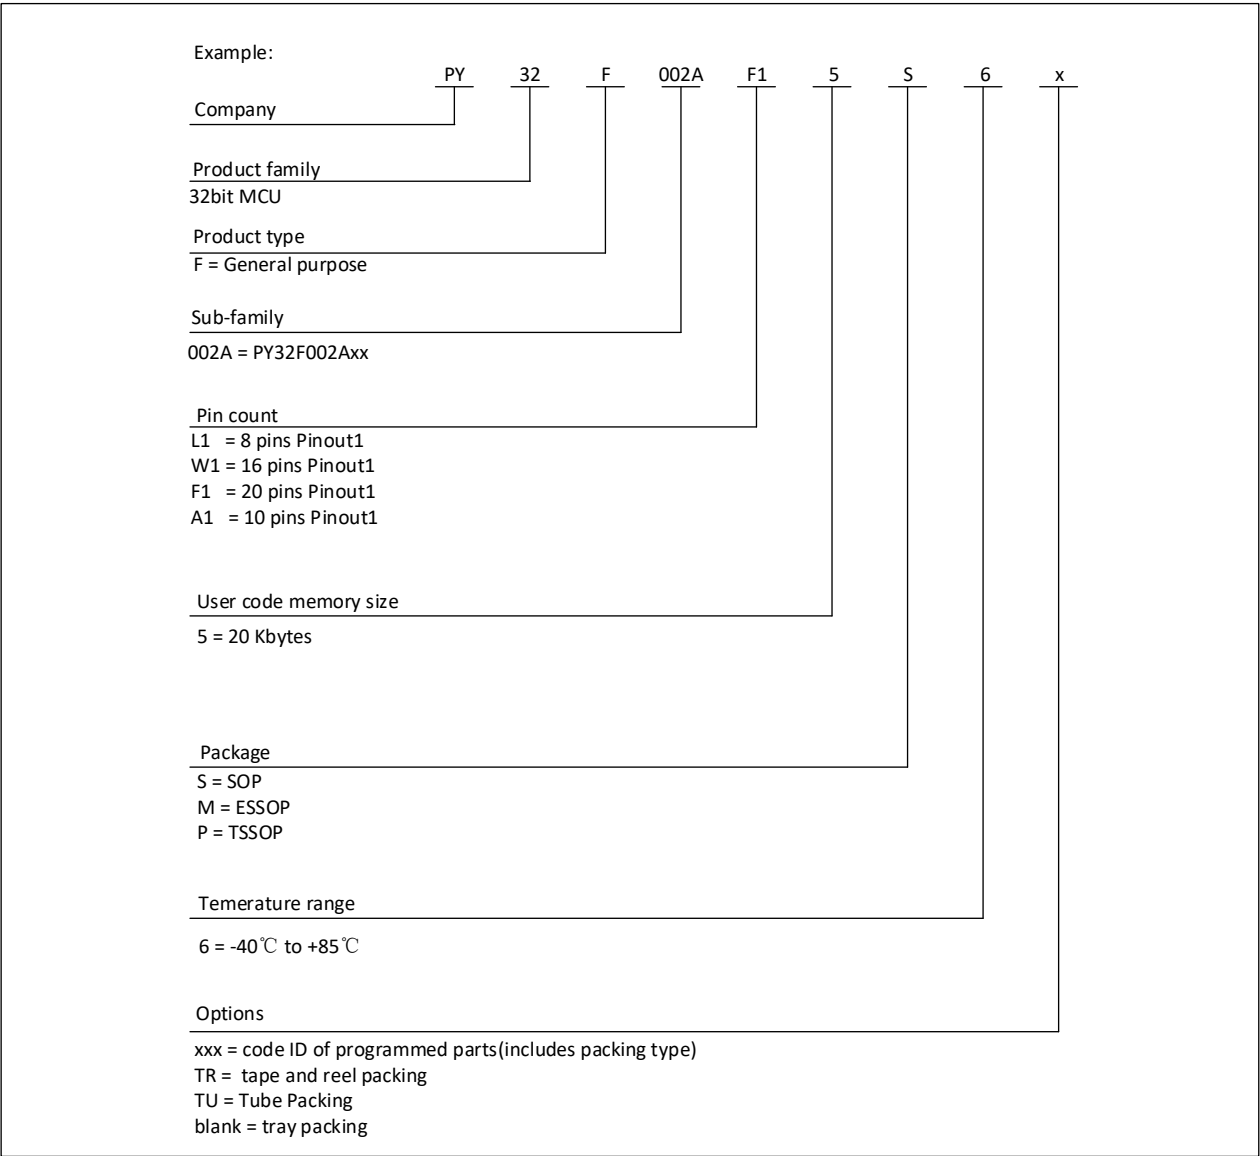 Example:
PY 32 F 002A F1 5 S 6 x
Company
Product family
32bit MCU
Product type
F = General purpose
Sub-family
002A = PY32F002Axx
Pin count
L1 = 8 pins Pinout1
W1 = 16 pins Pinout1
F1 = 20 pins Pinout1
A1 = 10 pins Pinout1
User code memory size
5 = 20 Kbytes
Package
S = SOP
M = ESSOP
P = TSSOP
Temerature range
6 = -40℃ to +85℃
Options
xxx = code ID of programmed parts(includes packing type)
TR = tape and reel packing
TU = Tube Packing
blank = tray packing